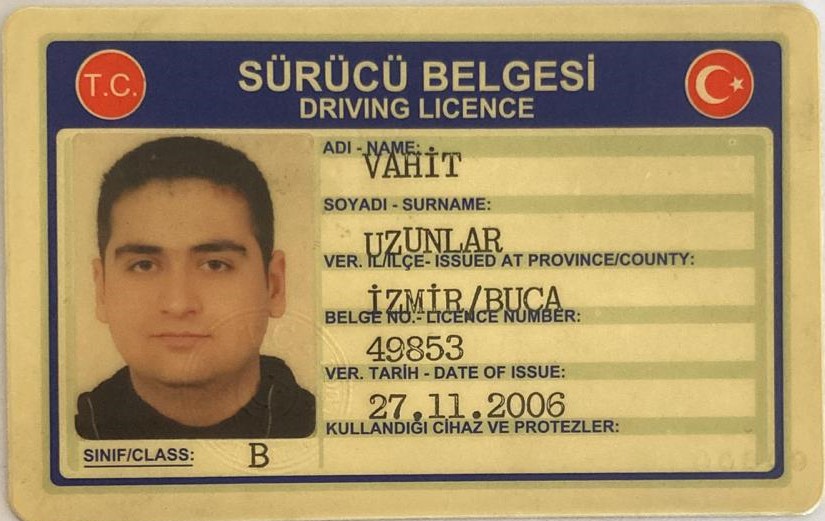 T.C.
SÜRÜCÜ BELGESİ
DRIVING LICENCE
ADI - NAME:
VAHİT
SOYADI - SURNAME:
UZUNLAR
VER. İL/İLÇE- ISSUED AT PROVINCE/COUNTY:
İZMİR/BUCA
BELGE NO.- LICENCE NUMBER:
49853
VER. TARİH - DATE OF ISSUE:
27.11.2006
KULLANDIĞI CİHAZ VE PROTEZLER:
SINIF/CLASS: B